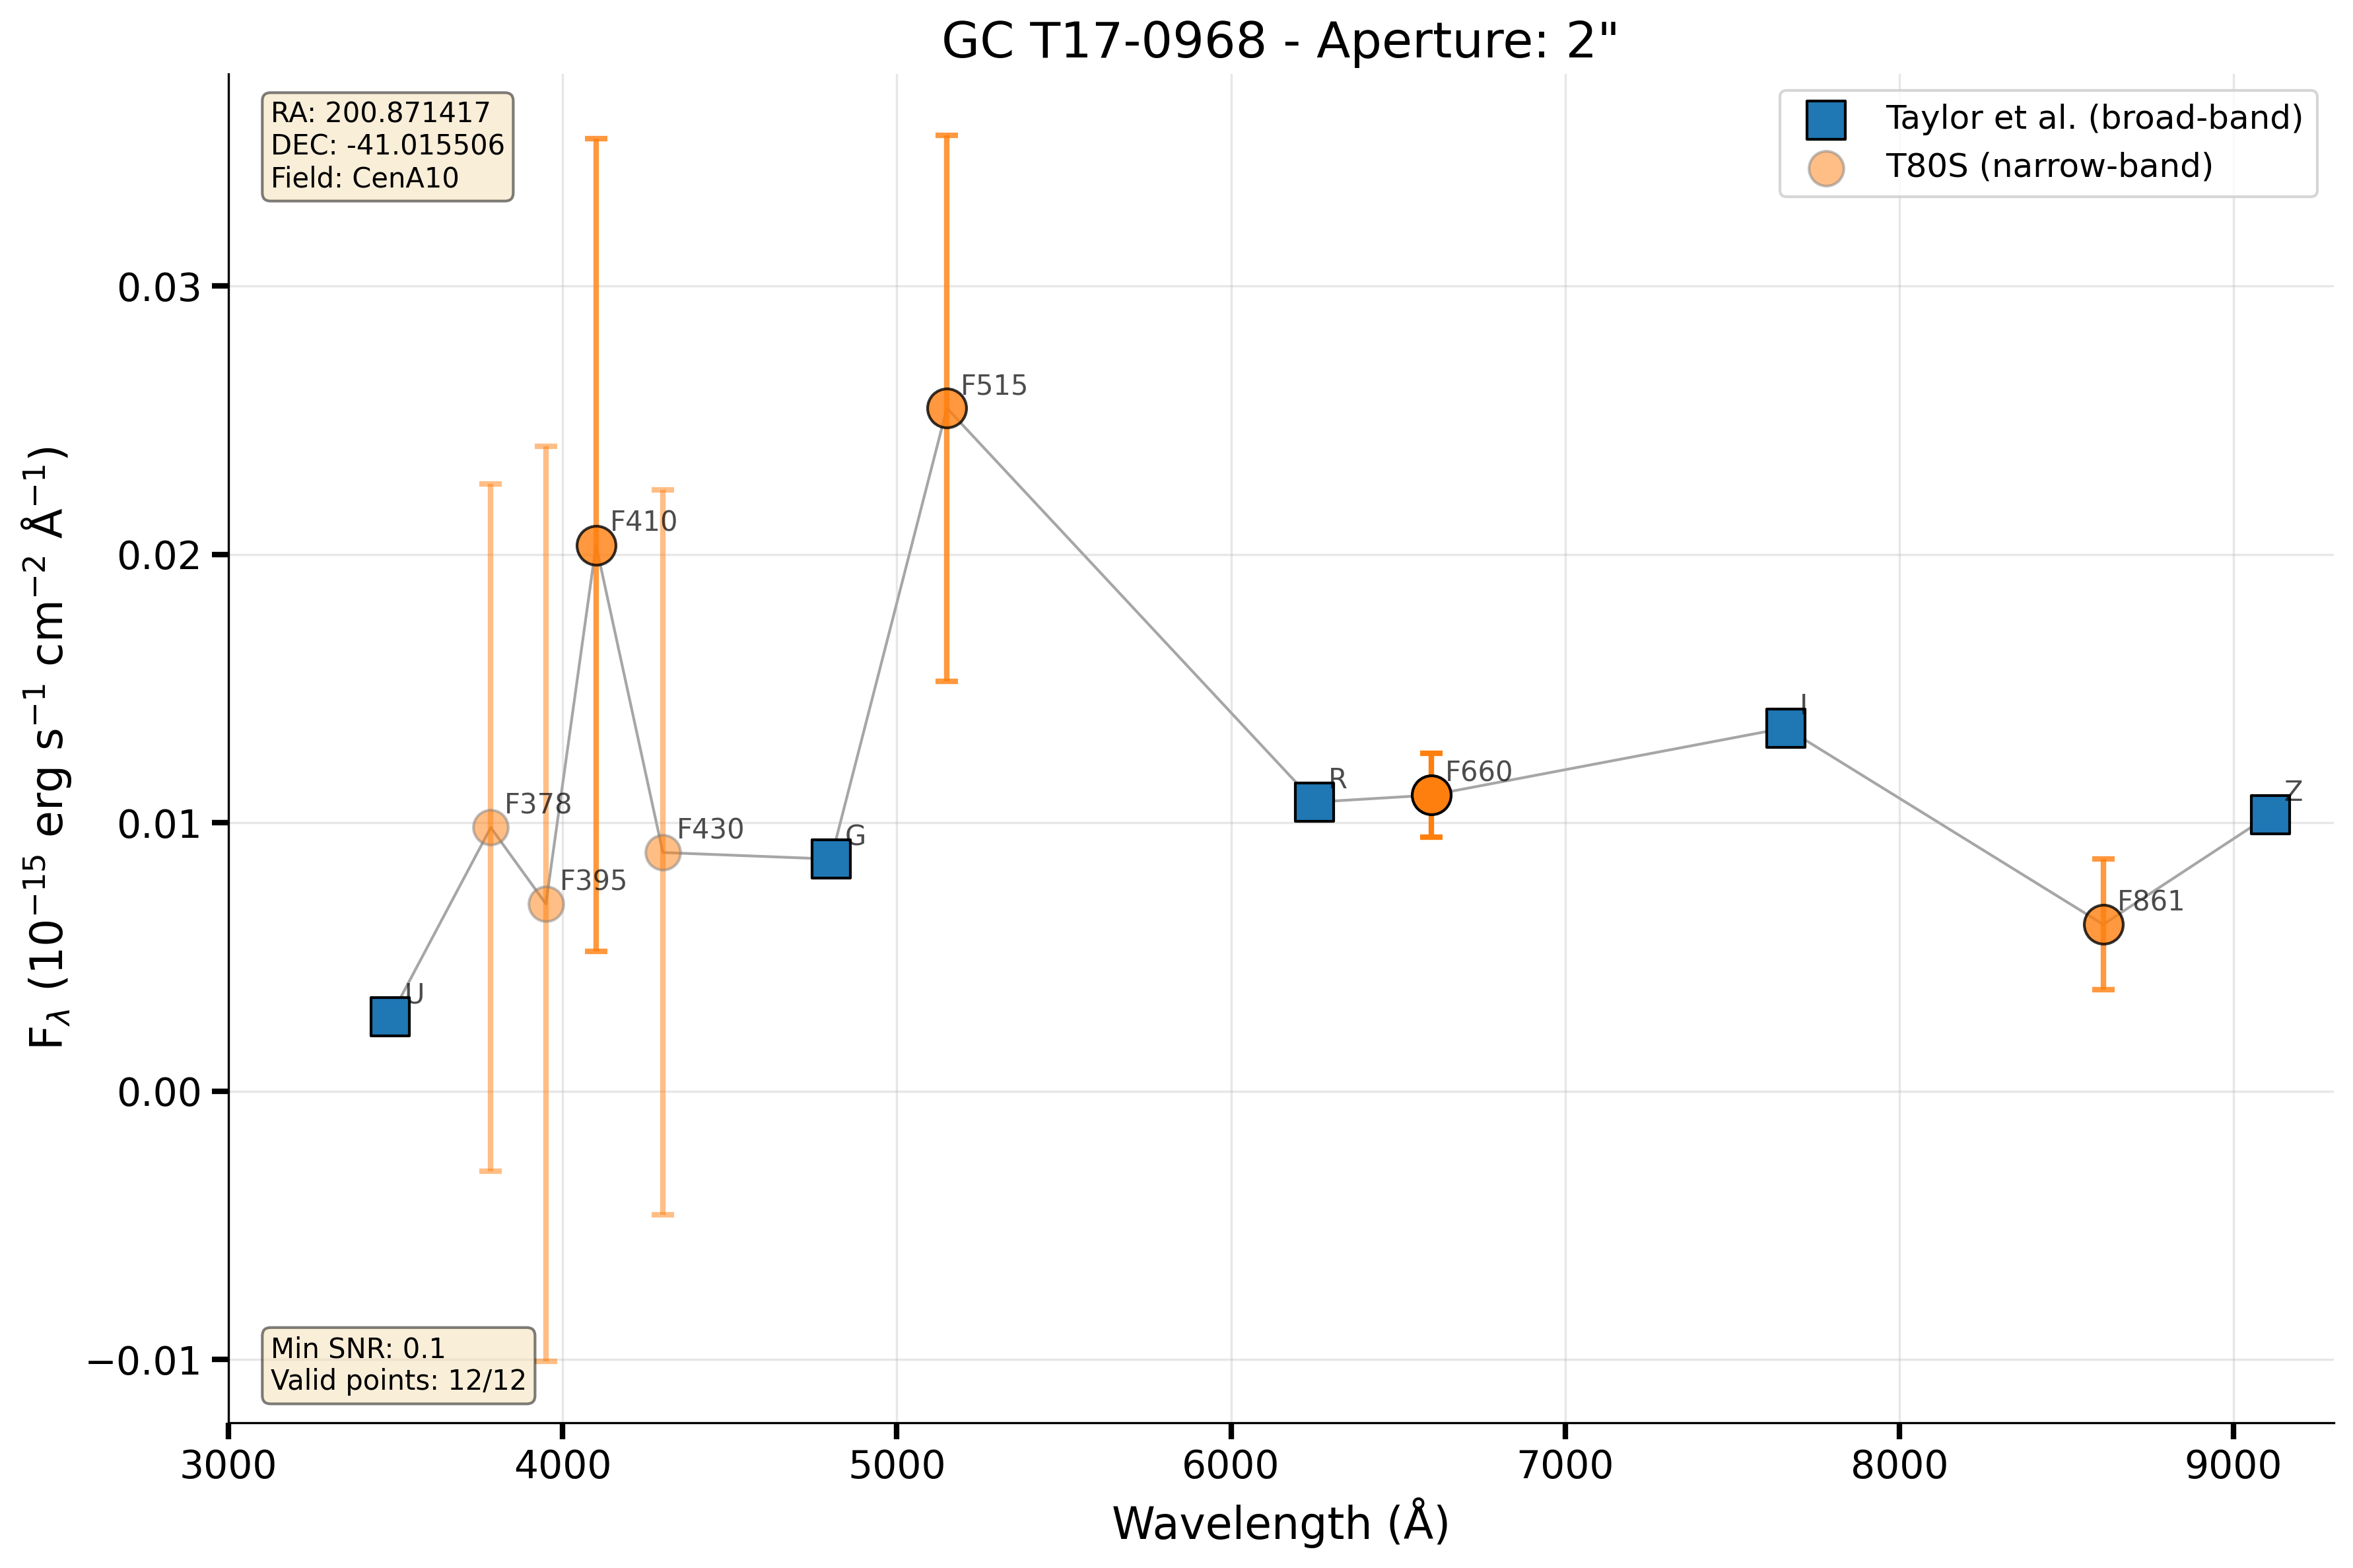 GC T17-0968 - Aperture: 2"
RA: 200.871417
DEC: -41.015506
Field: CenA10
Taylor et al. (broad-band)
T80S (narrow-band)
F$_{λ}$ (10$^{−15}$ erg s$^{−1}$ cm$^{−2}$ Å$^{−1}$)
0.03
0.02
0.01
0.00
−0.01
U
F378
F395
F410
F430
G
F515
R
F660
I
F861
Z
Min SNR: 0.1
Valid points: 12/12
3000 4000 5000 6000 7000 8000 9000
Wavelength (Å)